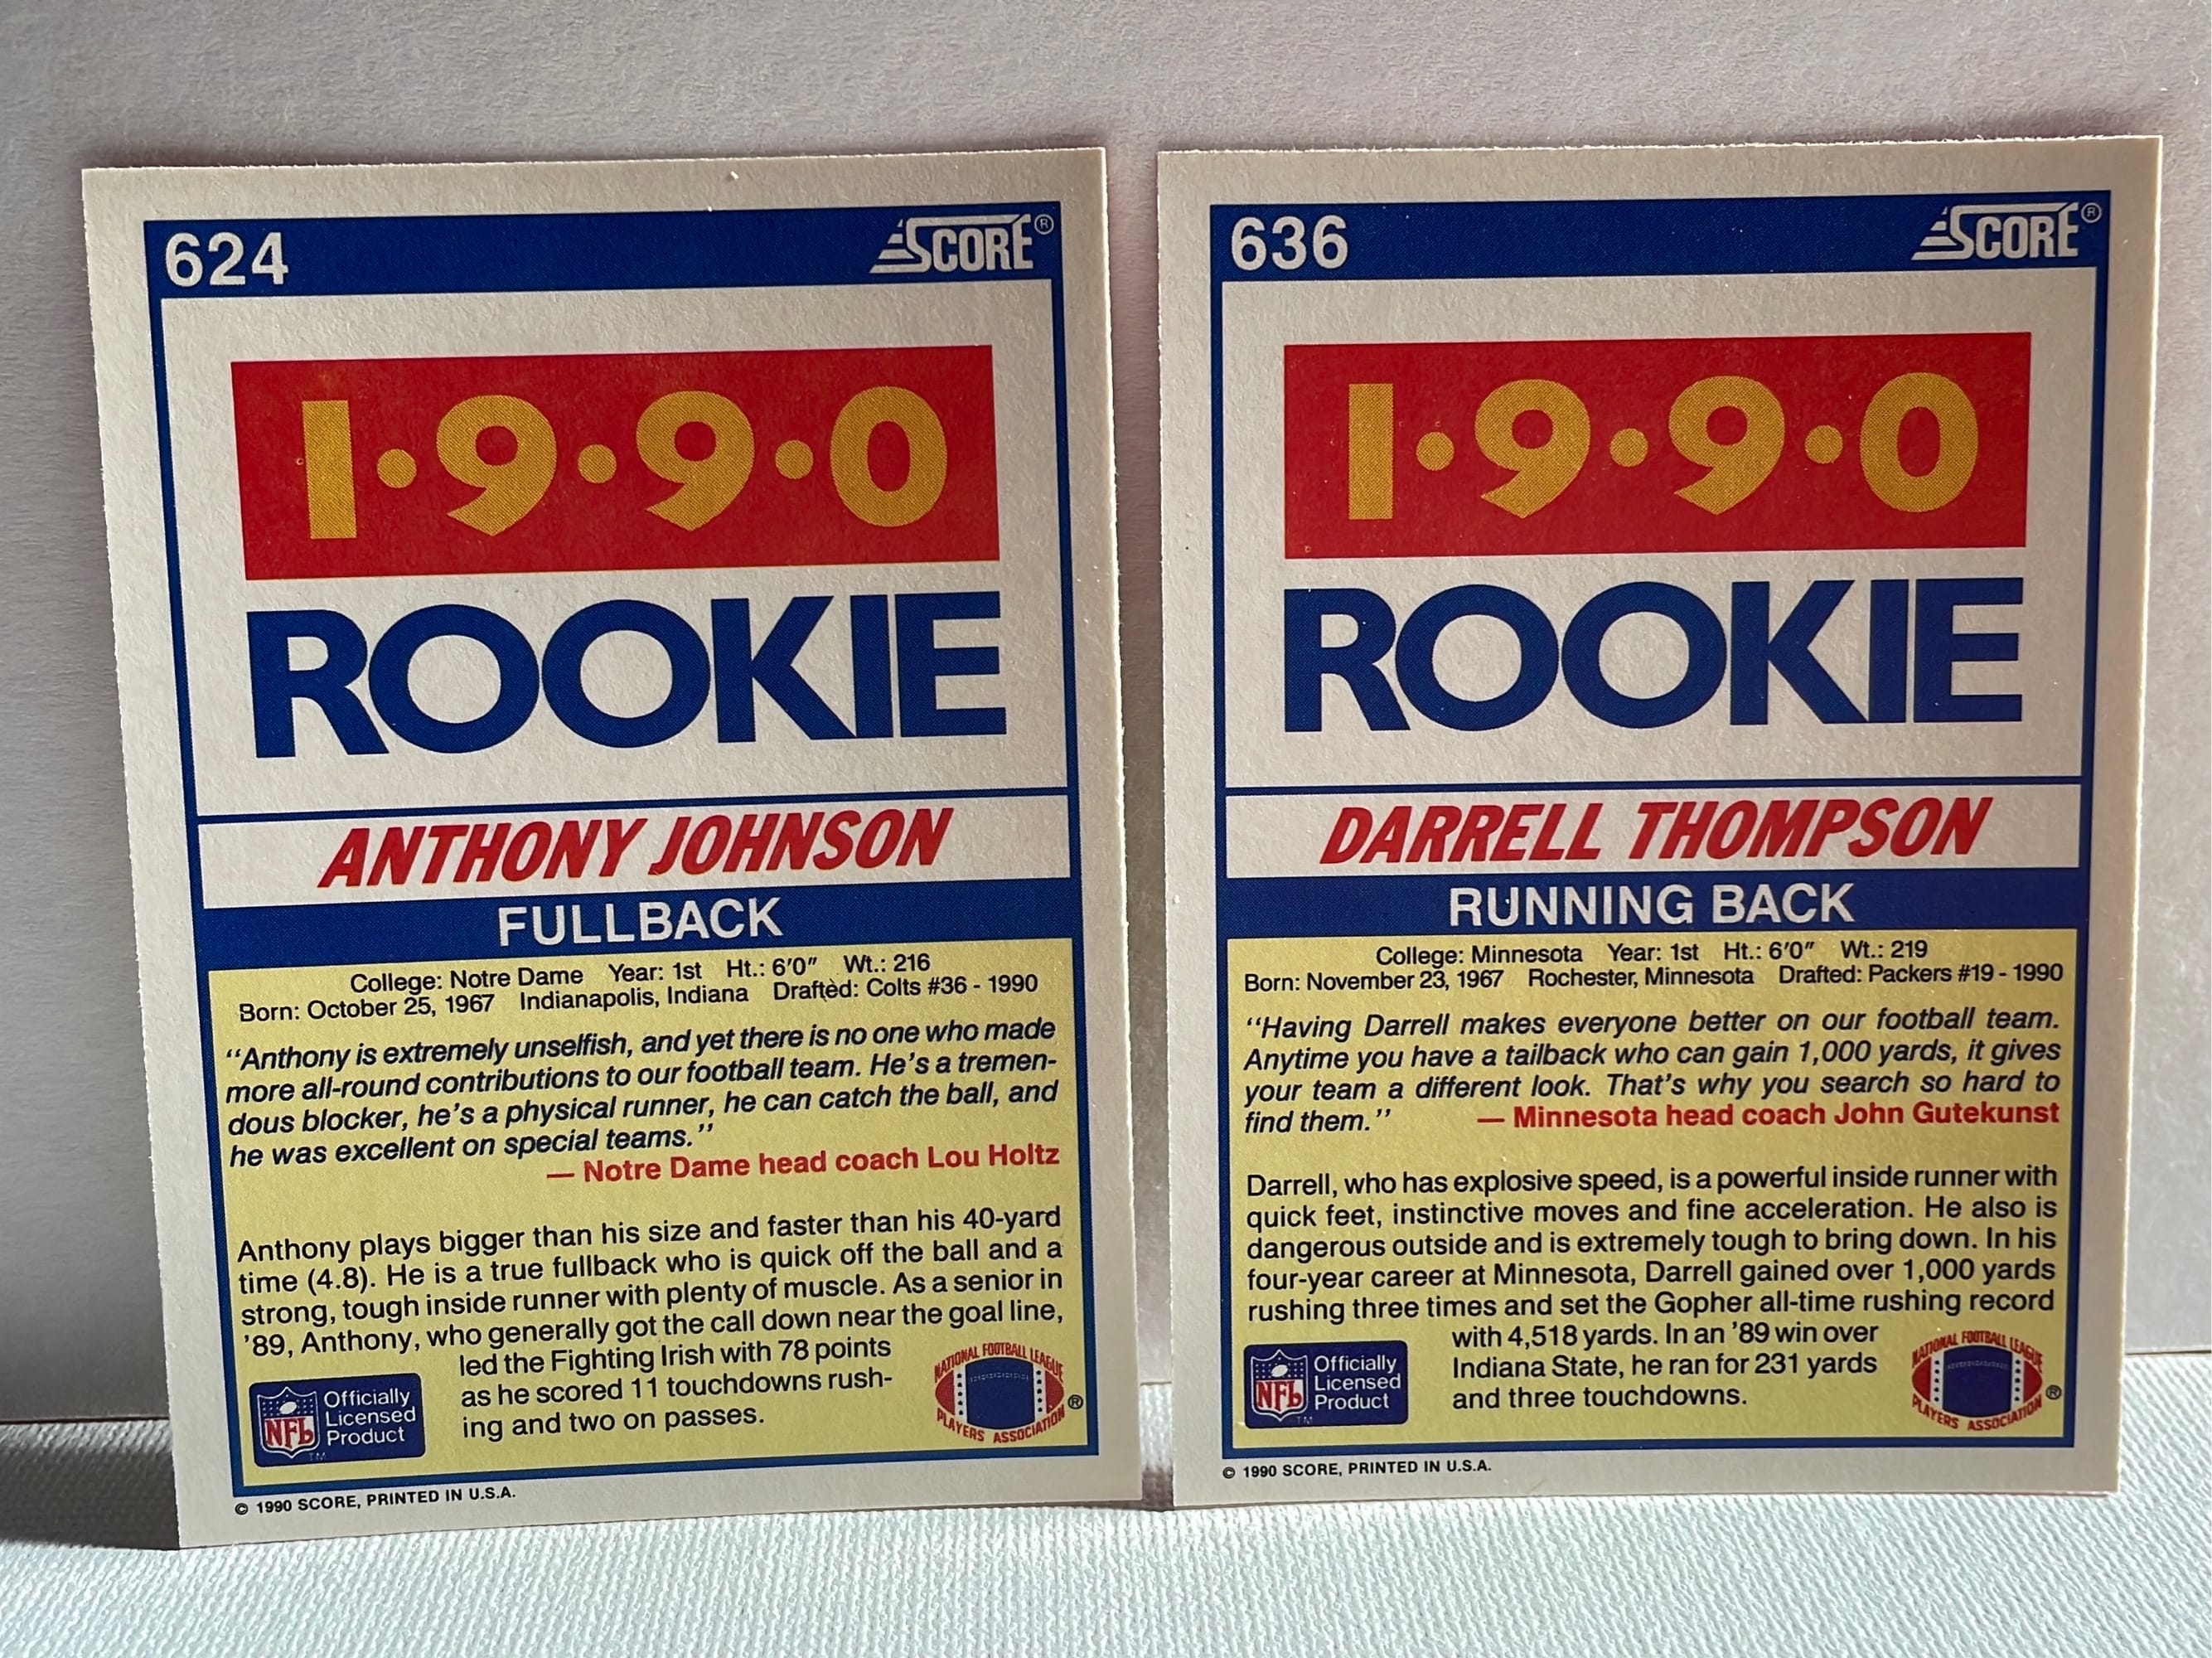 624
SCORE®
1·9·9·0
ROOKIE
ANTHONY JOHNSON
FULLBACK
College: Notre Dame Year: 1st Ht.: 6'0" Wt.: 216
Born: October 25, 1967 Indianapolis, Indiana Drafted: Colts #36 - 1990
"Anthony is extremely unselfish, and yet there is no one who made
more all-round contributions to our football team. He's a tremen-
dous blocker, he's a physical runner, he can catch the ball, and
he was excellent on special teams."
— Notre Dame head coach Lou Holtz
Anthony plays bigger than his size and faster than his 40-yard
time (4.8). He is a true fullback who is quick off the ball and a
strong, tough inside runner with plenty of muscle. As a senior in
'89, Anthony, who generally got the call down near the goal line,
led the Fighting Irish with 78 points
as he scored 11 touchdowns rush-
ing and two on passes.
NFL
TM
Officially
Licensed
Product
NATIONAL FOOTBALL LEAGUE
PLAYERS ASSOCIATION
®
© 1990 SCORE, PRINTED IN U.S.A.
636
SCORE®
1·9·9·0
ROOKIE
DARRELL THOMPSON
RUNNING BACK
College: Minnesota Year: 1st Ht.: 6'0" Wt.: 219
Born: November 23, 1967 Rochester, Minnesota Drafted: Packers #19 - 1990
"Having Darrell makes everyone better on our football team.
Anytime you have a tailback who can gain 1,000 yards, it gives
your team a different look. That's why you search so hard to
find them." — Minnesota head coach John Gutekunst
Darrell, who has explosive speed, is a powerful inside runner with
quick feet, instinctive moves and fine acceleration. He also is
dangerous outside and is extremely tough to bring down. In his
four-year career at Minnesota, Darrell gained over 1,000 yards
rushing three times and set the Gopher all-time rushing record
with 4,518 yards. In an '89 win over
Indiana State, he ran for 231 yards
and three touchdowns.
NFL
TM
Officially
Licensed
Product
NATIONAL FOOTBALL LEAGUE
PLAYERS ASSOCIATION
®
© 1990 SCORE, PRINTED IN U.S.A.